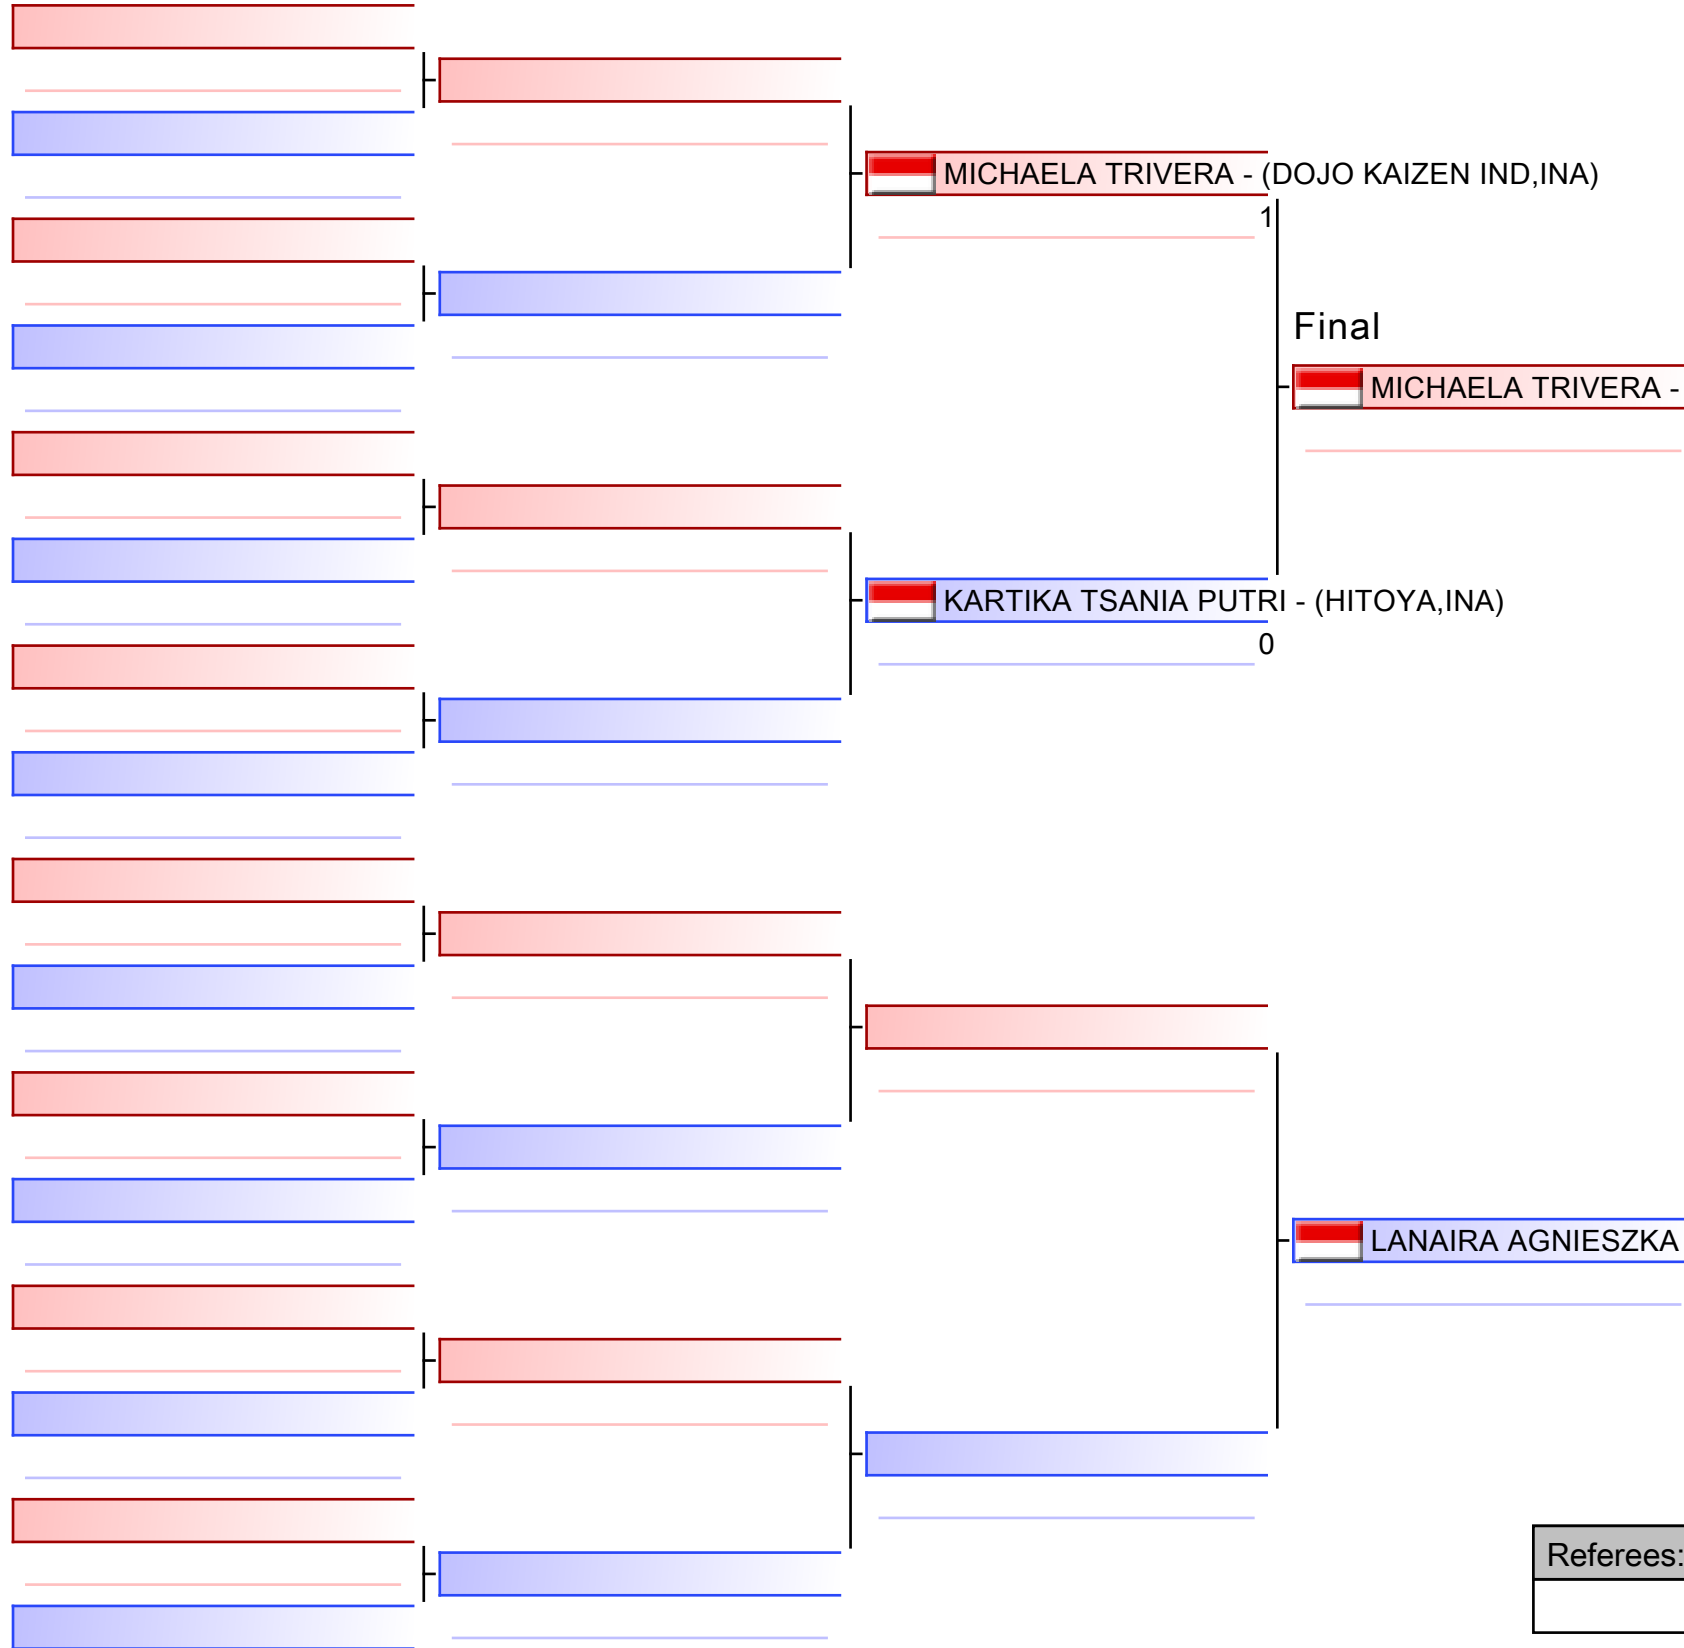 MICHAELA TRIVERA - (DOJO KAIZEN IND,INA)
1
Final
MICHAELA TRIVERA -
KARTIKA TSANIA PUTRI - (HITOYA,INA)
0
LANAIRA AGNIESZKA
Referees: